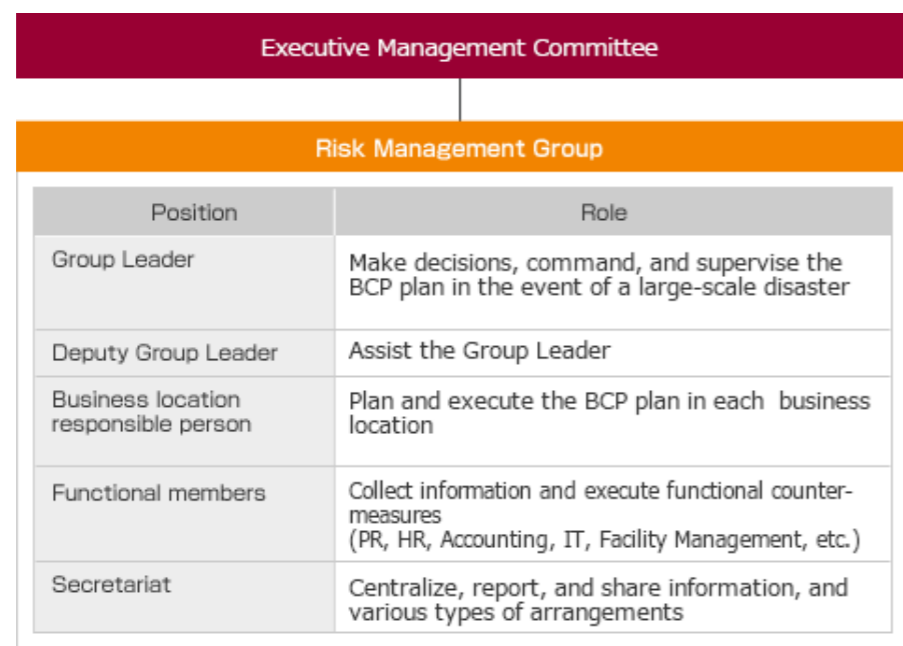 Executive Management Committee
Risk Management Group
Position
Role
Group Leader
Make decisions, command, and supervise the
BCP plan in the event of a large-scale disaster
Deputy Group Leader
Assist the Group Leader
Business location
responsible person
Plan and execute the BCP plan in each business
location
Functional members
Collect information and execute functional counter-
measures
(PR, HR, Accounting, IT, Facility Management, etc.)
Secretariat
Centralize, report, and share information, and
various types of arrangements